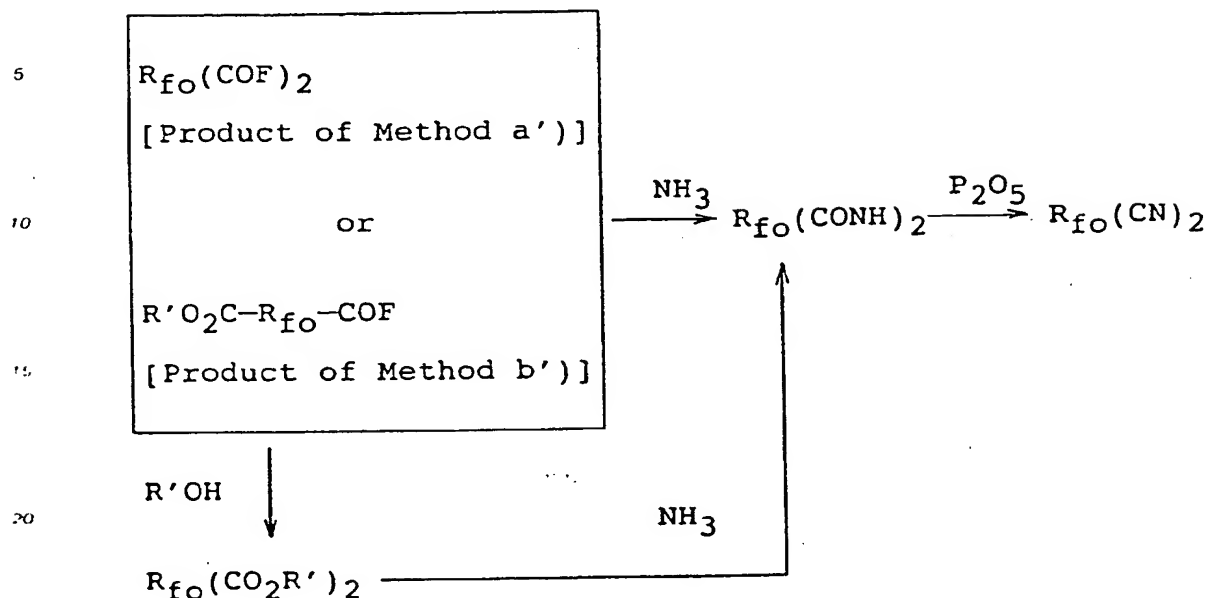 5 R_fo(COF)_2
[Product of Method a')]
10 or
NH_3
R_fo(CONH)_2
P_2O_5
R_fo(CN)_2
R'O_2C-R_fo-COF
15 [Product of Method b')]
R'OH
20 NH_3
R_fo(CO_2R')_2